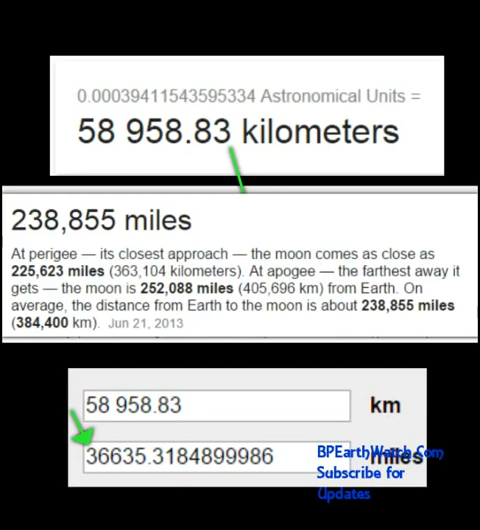 0.00039411543595334 Astronomical Units =
58 958.83 kilometers
238,855 miles
At perigee — its closest approach — the moon comes as close as
225,623 miles (363,104 kilometers). At apogee — the farthest away it
gets — the moon is 252,088 miles (405,696 km) from Earth. On
average, the distance from Earth to the moon is about 238,855 miles
(384,400 km). Jun 21, 2013
58 958.83 km
36635.3184899986 miles
BPEarthWatch.Com
Subscribe for
Updates